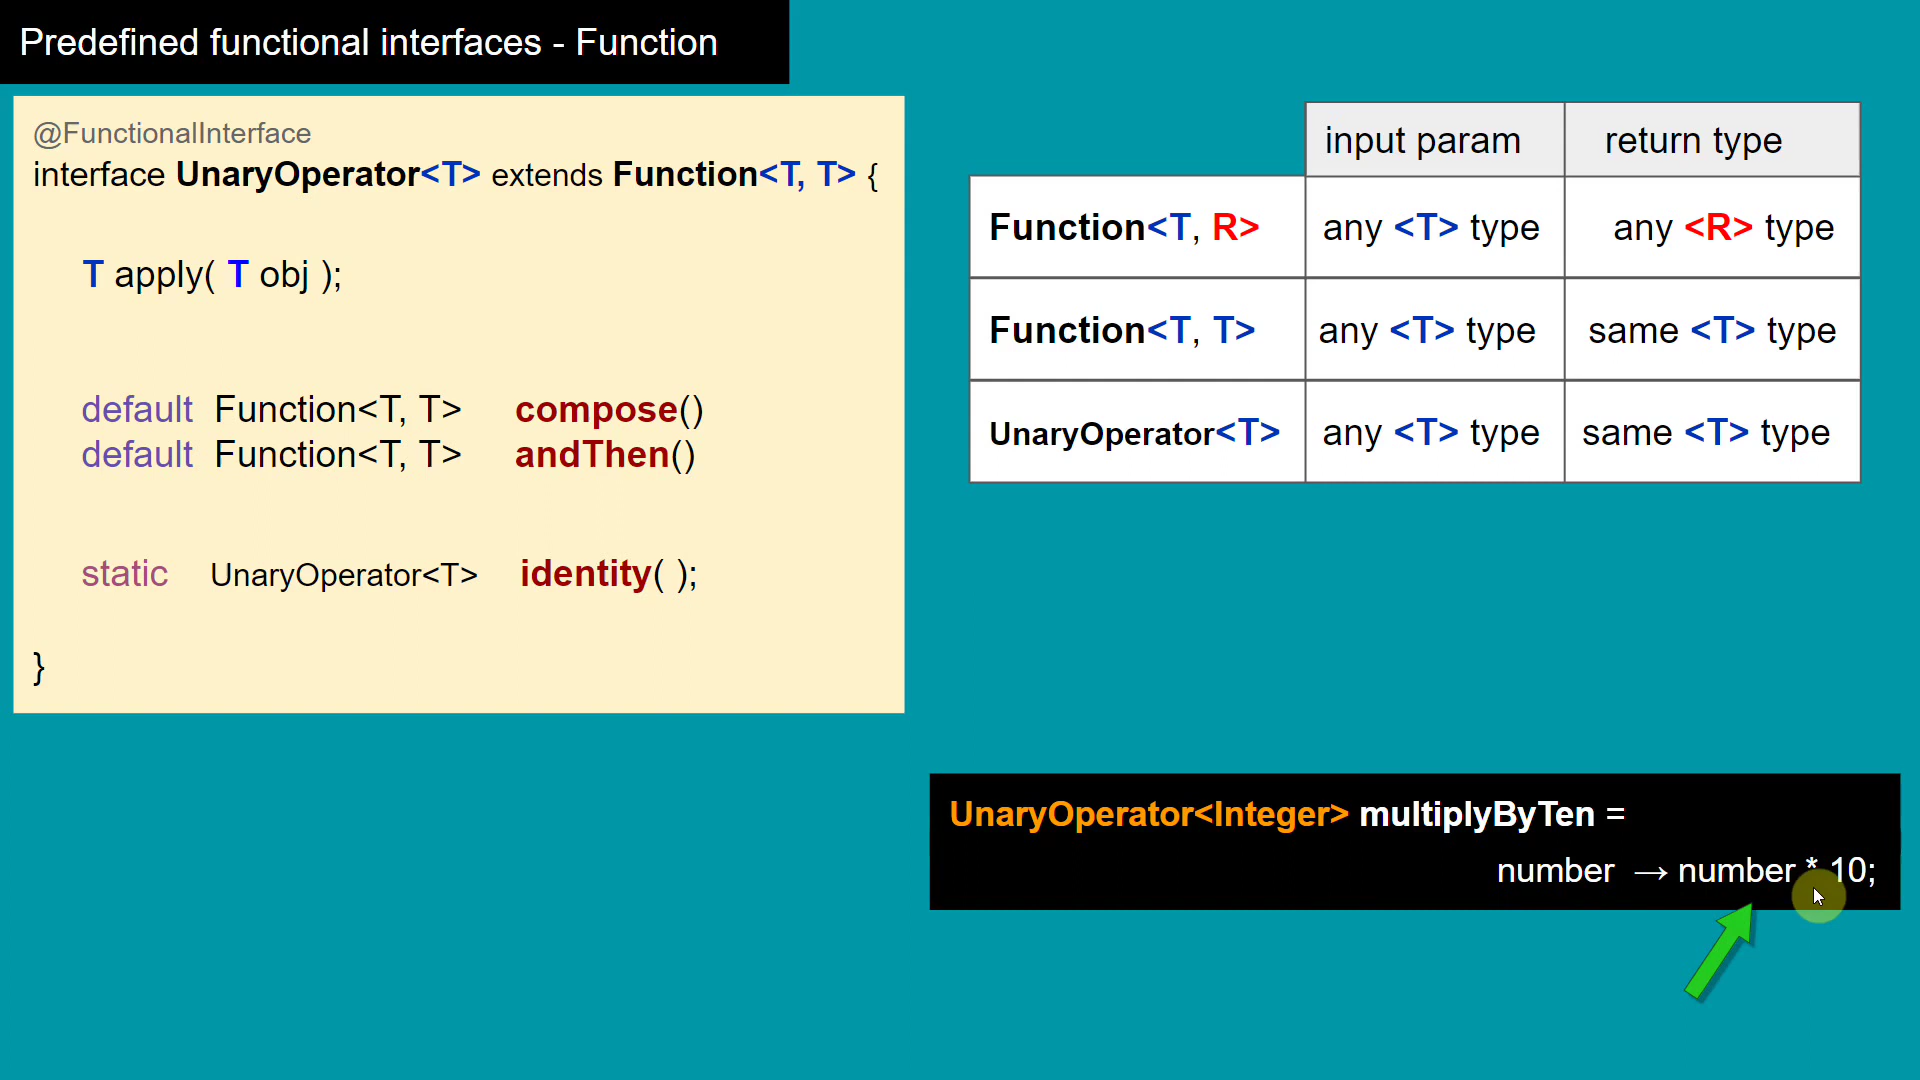 Predefined functional interfaces - Function
@FunctionalInterface
interface UnaryOperator<T> extends Function<T, T> {
T apply( T obj );
default Function<T, T> compose()
default Function<T, T> andThen()
static UnaryOperator<T> identity( );
}
input param return type
Function<T, R> any <T> type any <R> type
Function<T, T> any <T> type same <T> type
UnaryOperator<T> any <T> type same <T> type
UnaryOperator<Integer> multiplyByTen =
number → number * 10;